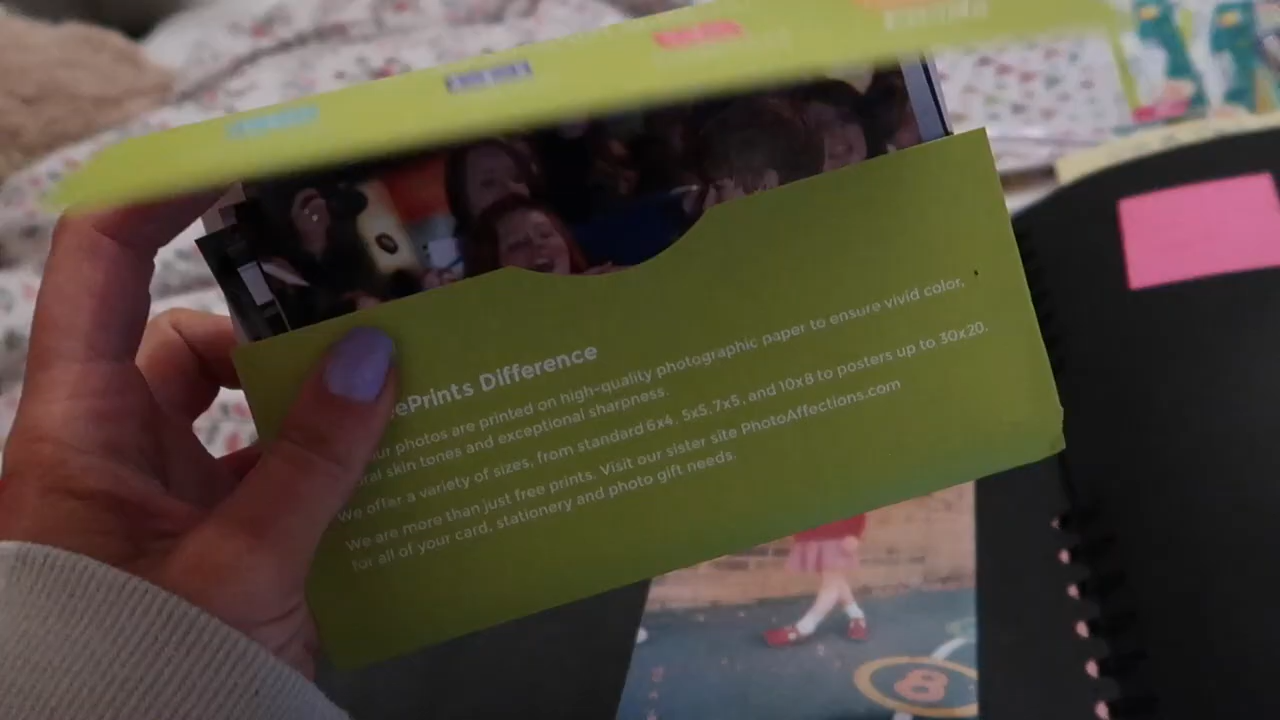 ePrints Difference
ur photos are printed on high-quality photographic paper to ensure vivid color,
ral skin tones and exceptional sharpness.
We offer a variety of sizes, from standard 6x4, 5x5, 7x5, and 10x8 to posters up to 30x20.
We are more than just free prints. Visit our sister site PhotoAffections.com
for all of your card, stationery and photo gift needs.
8